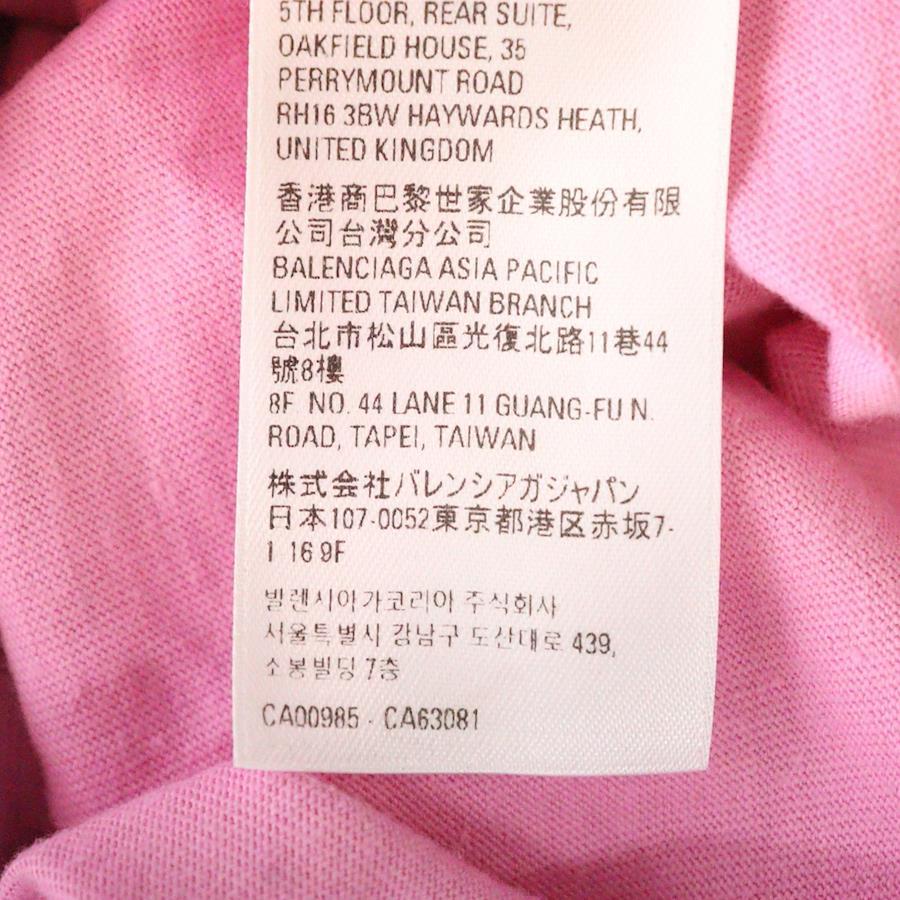 5TH FLOOR, REAR SUITE,
OAKFIELD HOUSE, 35
PERRYMOUNT ROAD
RH16 3BW HAYWARDS HEATH,
UNITED KINGDOM
香港商巴黎世家企業股份有限
公司台灣分公司
BALENCIAGA ASIA PACIFIC
LIMITED TAIWAN BRANCH
台北市松山區光復北路11巷44
號8樓
8F. NO. 44 LANE 11 GUANG-FU N.
ROAD, TAPEI, TAIWAN
株式会社バレンシアガジャパン
日本107-0052東京都港区赤坂7-
1 16 9F
발렌시아가코리아 주식회사
서울특별시 강남구 도산대로 439,
소봉빌딩 7층
CA00985 - CA63081